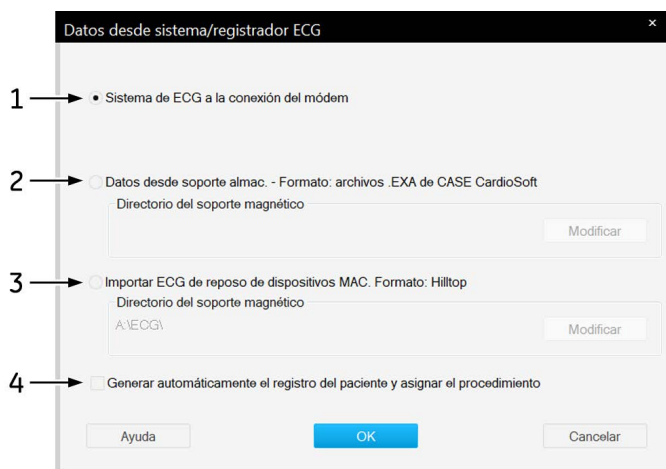 Datos desde sistema/registrador ECG ×
1 Sistema de ECG a la conexión del módem
2 Datos desde soporte almac. - Formato: archivos .EXA de CASE CardioSoft
Directorio del soporte magnético
Modificar
3 Importar ECG de reposo de dispositivos MAC. Formato: Hilltop
Directorio del soporte magnético
A:\ECG\ Modificar
4 Generar automáticamente el registro del paciente y asignar el procedimiento
Ayuda OK Cancelar